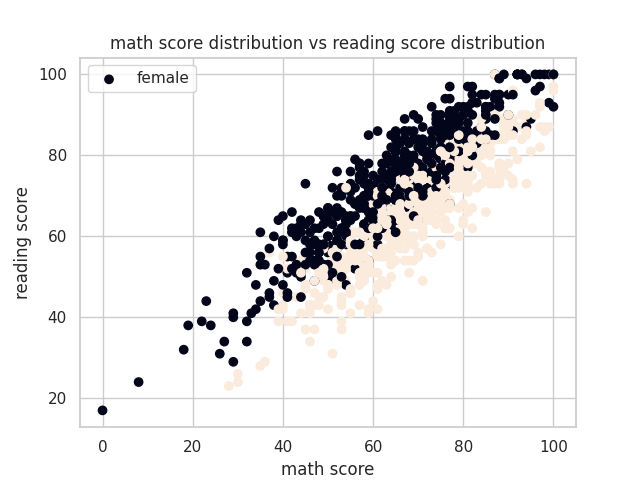 math score distribution vs reading score distribution
female
100
80
60
40
20
reading score
0 20 40 60 80 100
math score